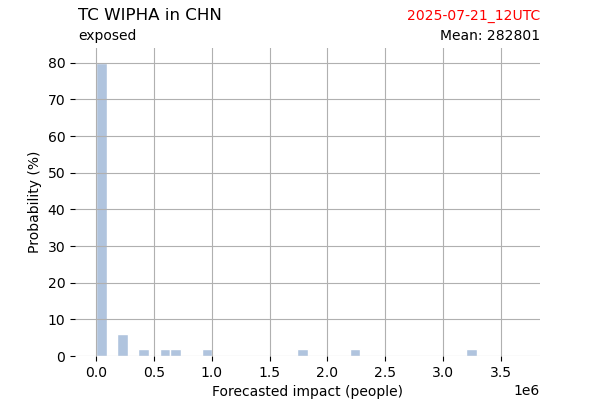 TC WIPHA in CHN
2025-07-21_12UTC
exposed
Mean: 282801
Probability (%)
80
70
60
50
40
30
20
10
0
0.0 0.5 1.0 1.5 2.0 2.5 3.0 3.5
1e6
Forecasted impact (people)